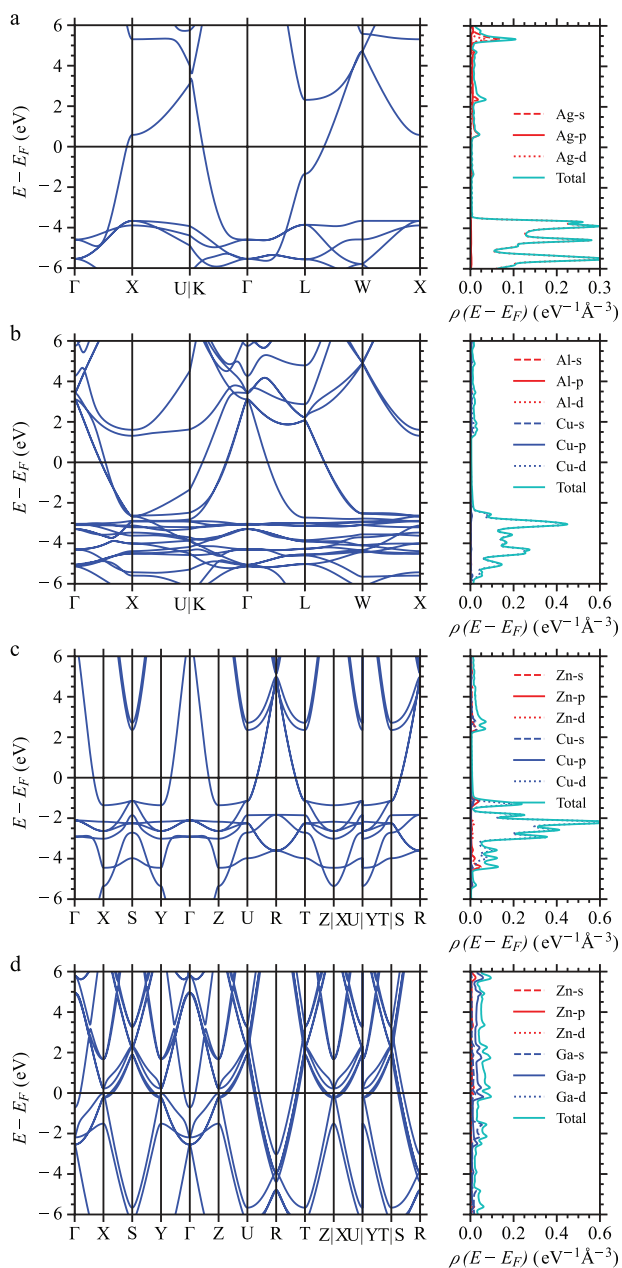 a
E − E_F (eV)
6
4
2
0
−2
−4
−6
Γ X U|K Γ L W X
Ag-s
Ag-p
Ag-d
Total
0.0 0.1 0.2 0.3
ρ (E − E_F) (eV⁻¹Å⁻³)
b
E − E_F (eV)
6
4
2
0
−2
−4
−6
Γ X U|K Γ L W X
Al-s
Al-p
Al-d
Cu-s
Cu-p
Cu-d
Total
0.0 0.2 0.4 0.6
ρ (E − E_F) (eV⁻¹Å⁻³)
c
E − E_F (eV)
6
4
2
0
−2
−4
−6
Γ X S Y Γ Z U R T Z|XU|YT|S R
Zn-s
Zn-p
Zn-d
Cu-s
Cu-p
Cu-d
Total
0.0 0.2 0.4 0.6
ρ (E − E_F) (eV⁻¹Å⁻³)
d
E − E_F (eV)
6
4
2
0
−2
−4
−6
Γ X S Y Γ Z U R T Z|XU|YT|S R
Zn-s
Zn-p
Zn-d
Ga-s
Ga-p
Ga-d
Total
0.0 0.2 0.4 0.6
ρ (E − E_F) (eV⁻¹Å⁻³)